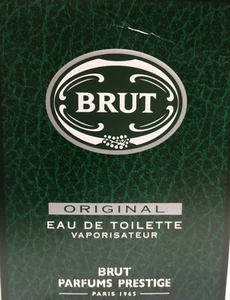 BRUT
ORIGINAL
EAU DE TOILETTE
VAPORISATEUR
BRUT
PARFUMS PRESTIGE
PARIS 1965